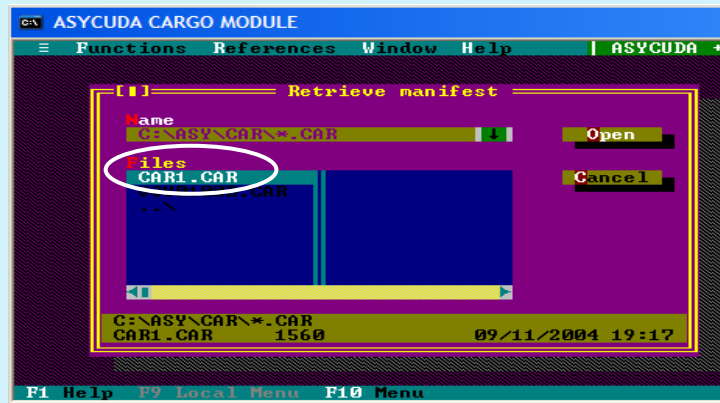 C:\ ASYCUDA CARGO MODULE
≡ Functions References Window Help | ASYCUDA +
Retrieve manifest
Name
C:\ASY\CAR\*.CAR
Open
Files
CAR1.CAR
Cancel
.CAR
..\
C:\ASY\CAR\*.CAR
CAR1.CAR 1560 09/11/2004 19:17
F1 Help F9 Local Menu F10 Menu